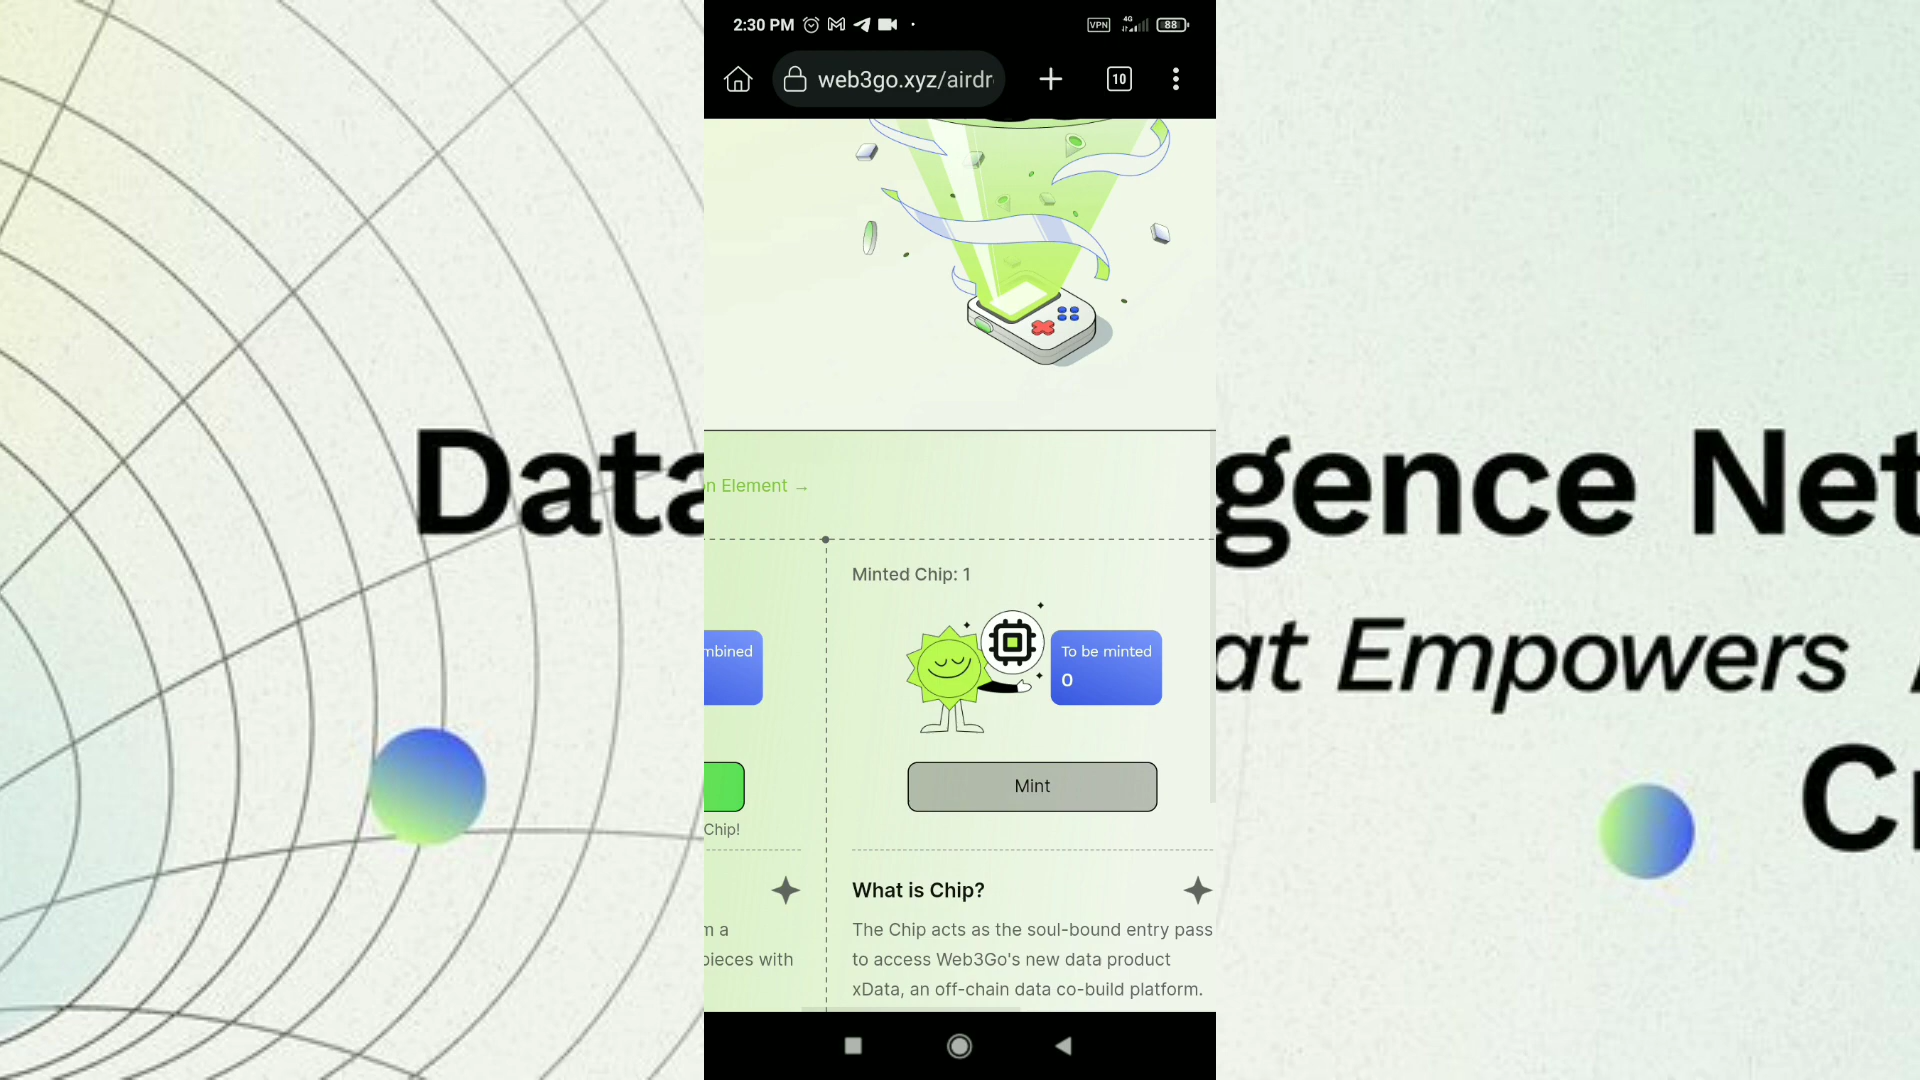 2:30 PM
VPN 4G 88
web3go.xyz/airdr
10
Data
gence Net
at Empowers
n Element →
Minted Chip: 1
mbined
To be minted
0
Mint
Chip!
What is Chip?
m a
The Chip acts as the soul-bound entry pass
pieces with
to access Web3Go's new data product
xData, an off-chain data co-build platform.